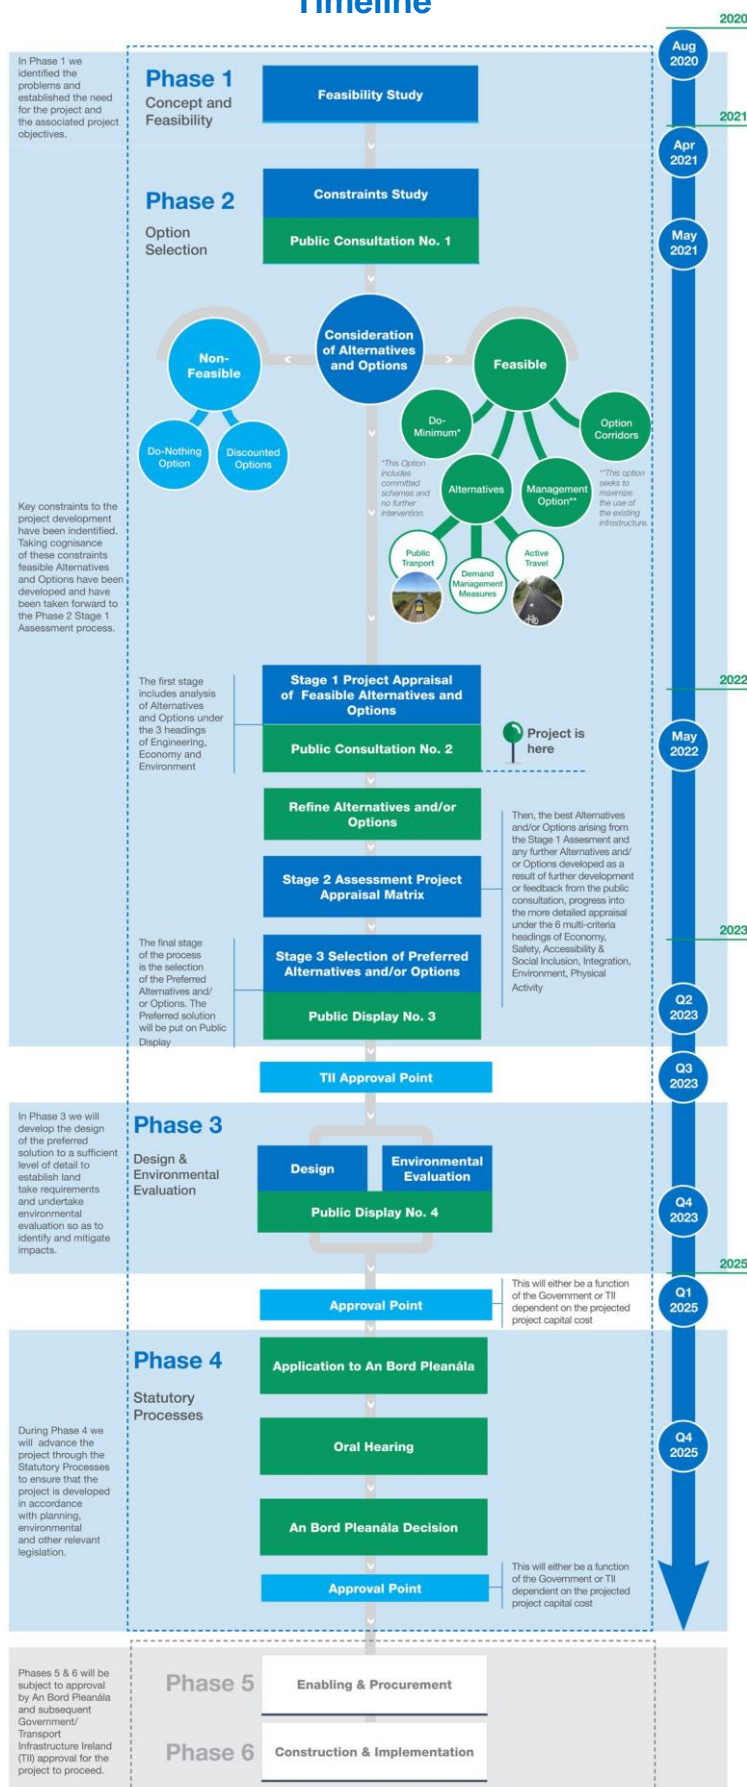 Timeline
2020
Aug
2020
In Phase 1 we
identified the
problems and
established the need
for the project and
the associated project
objectives.
Phase 1
Concept and
Feasibility
Feasibility Study
2021
Apr
2021
Phase 2
Option
Selection
Constraints Study
Public Consultation No. 1
May
2021
Consideration
of Alternatives
and Options
Non-
Feasible
Feasible
Do-Nothing
Option
Discounted
Options
Do-
Minimum*
Option
Corridors
*This Option
includes
committed
schemes and
no further
intervention.
Alternatives
Management
Option**
**This option
seeks to
maximize
the use of
the existing
infrastructure.
Public
Tranport
Demand
Management
Measures
Active
Travel
Key constraints to the
project development
have been indentified.
Taking cognisance
of these constraints
feasible Alternatives
and Options have been
developed and have
been taken forward to
the Phase 2 Stage 1
Assessment process.
The first stage
includes analysis
of Alternatives
and Options under
the 3 headings
of Engineering,
Economy and
Environment
Stage 1 Project Appraisal
of Feasible Alternatives and
Options
Public Consultation No. 2
Project is
here
2022
May
2022
Refine Alternatives and/or
Options
Stage 2 Assessment Project
Appraisal Matrix
Then, the best Alternatives
and/or Options arising from
the Stage 1 Assesment and
any further Alternatives and/
or Options developed as a
result of further development
or feedback from the public
consultation, progress into
the more detailed appraisal
under the 6 multi-criteria
headings of Economy,
Safety, Accessibility &
Social Inclusion, Integration,
Environment, Physical
Activity
2023
The final stage
of the process
is the selection
of the Preferred
Alternatives and/
or Options. The
Preferred solution
will be put on Public
Display
Stage 3 Selection of Preferred
Alternatives and/or Options
Public Display No. 3
Q2
2023
TII Approval Point
Q3
2023
In Phase 3 we will
develop the design
of the preferred
solution to a sufficient
level of detail to
establish land
take requirements
and undertake
environmental
evaluation so as to
identify and mitigate
impacts.
Phase 3
Design &
Environmental
Evaluation
Design
Environmental
Evaluation
Public Display No. 4
Q4
2023
2025
Approval Point
This will either be a function
of the Government or TII
dependent on the projected
project capital cost
Q1
2025
Phase 4
Statutory
Processes
Application to An Bord Pleanála
During Phase 4 we
will advance the
project through the
Statutory Processes
to ensure that the
project is developed
in accordance
with planning,
environmental
and other relevant
legislation.
Oral Hearing
Q4
2025
An Bord Pleanála Decision
Approval Point
This will either be a function
of the Government or TII
dependent on the projected
project capital cost
Phases 5 & 6 will be
subject to approval
by An Bord Pleanála
and subsequent
Government/
Transport
Infrastructure Ireland
(TII) approval for the
project to proceed.
Phase 5
Enabling & Procurement
Phase 6
Construction & Implementation